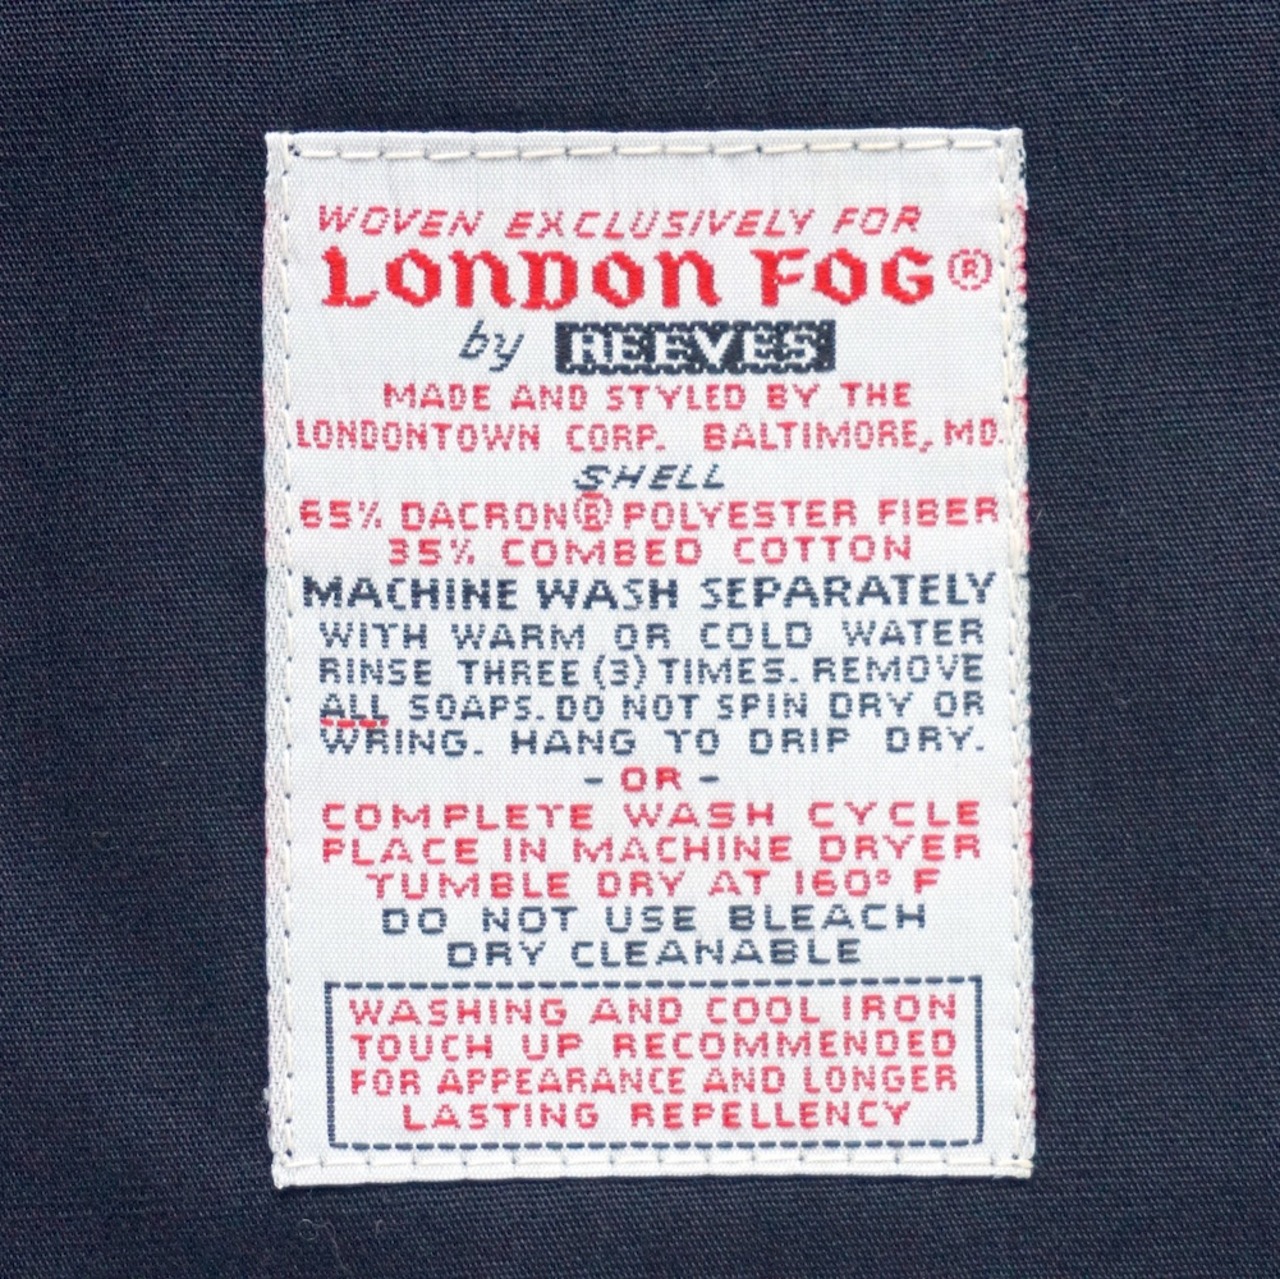 WOVEN EXCLUSIVELY FOR
LONDON FOG®
by REEVES
MADE AND STYLED BY THE
LONDONTOWN CORP. BALTIMORE, MD.
SHELL
65% DACRON® POLYESTER FIBER
35% COMBED COTTON
MACHINE WASH SEPARATELY
WITH WARM OR COLD WATER
RINSE THREE (3) TIMES. REMOVE
ALL SOAPS. DO NOT SPIN DRY OR
WRING. HANG TO DRIP DRY.
- OR -
COMPLETE WASH CYCLE
PLACE IN MACHINE DRYER
TUMBLE DRY AT 160° F
DO NOT USE BLEACH
DRY CLEANABLE
WASHING AND COOL IRON
TOUCH UP RECOMMENDED
FOR APPEARANCE AND LONGER
LASTING REPELLENCY